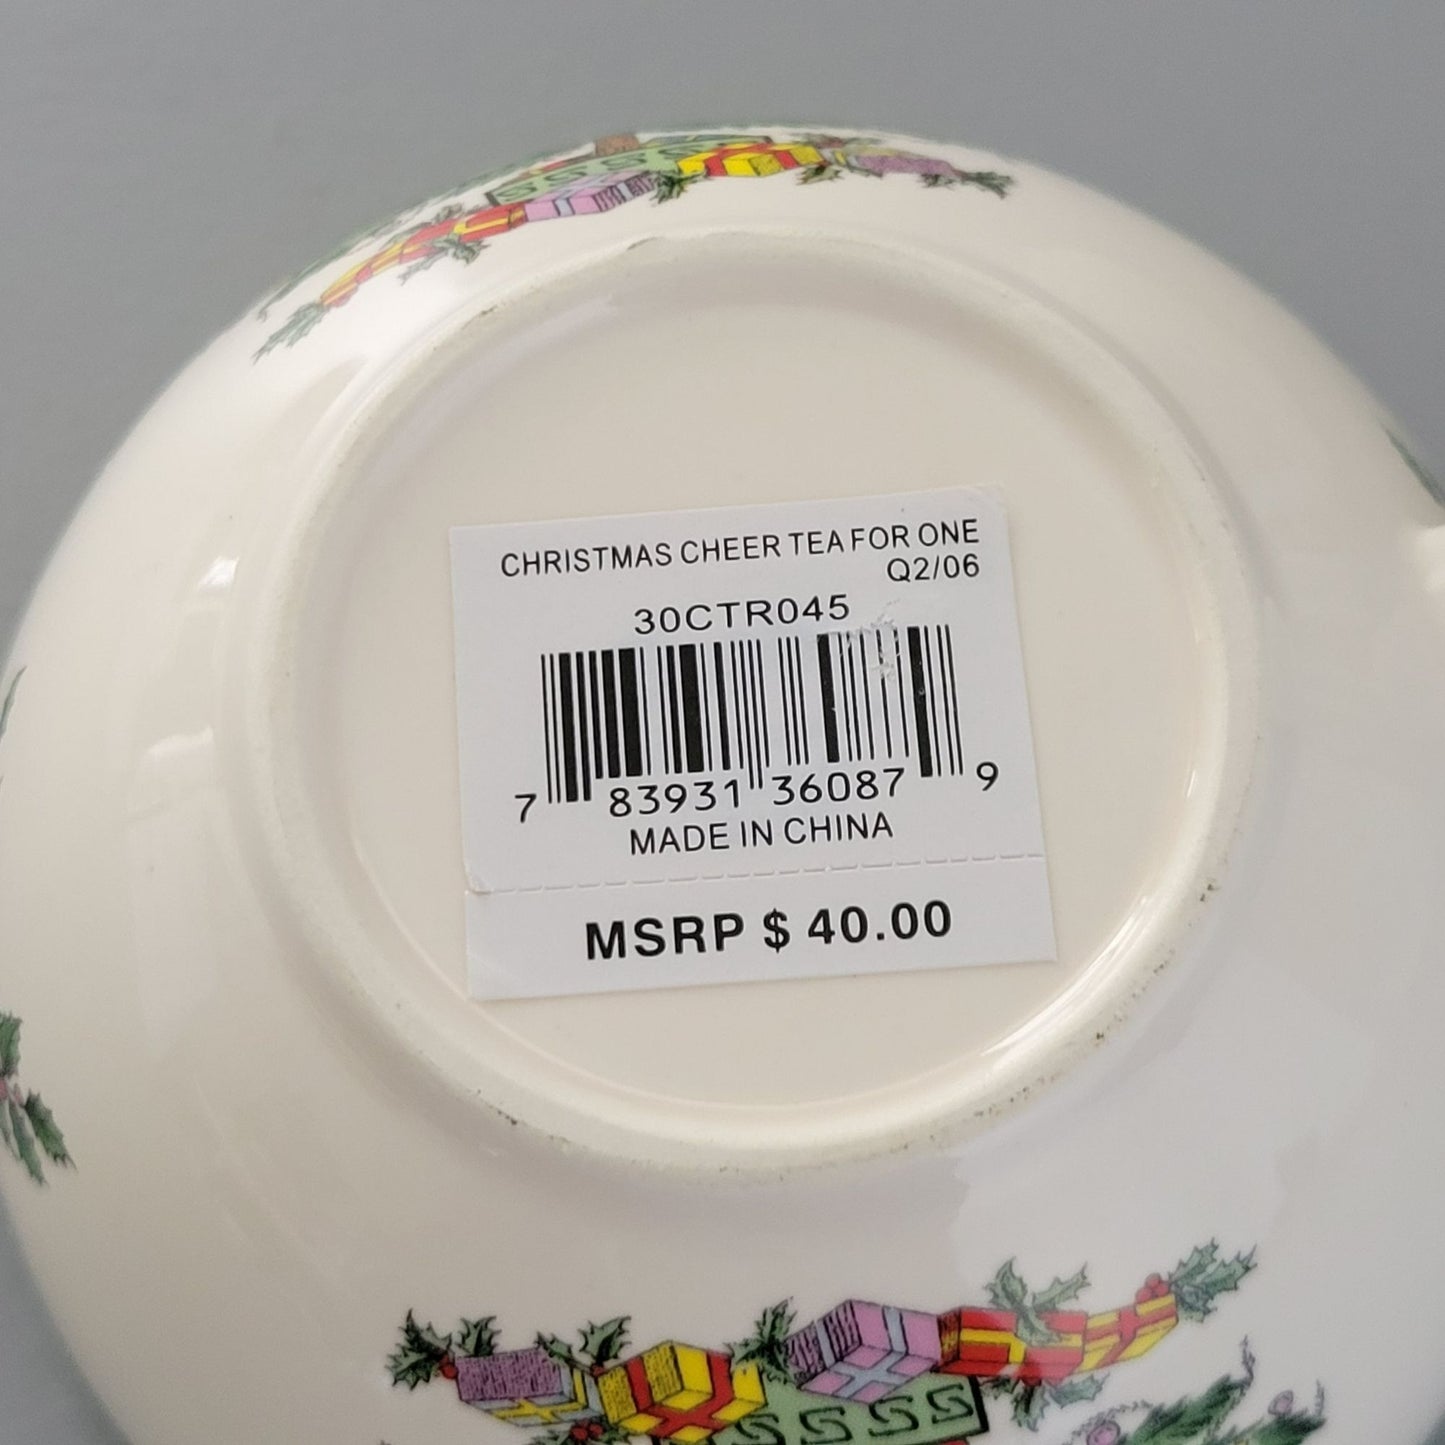 CHRISTMAS CHEER TEA FOR ONE
Q2/06
30CTR045
7 83931 36087 9
MADE IN CHINA
MSRP $ 40.00